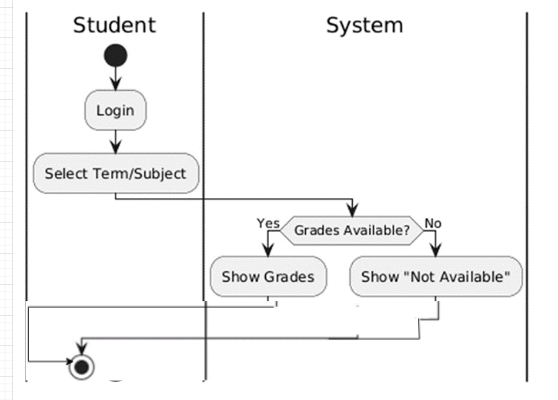 Student
System
Login
Select Term/Subject
Yes
Grades Available?
No
Show Grades
Show "Not Available"